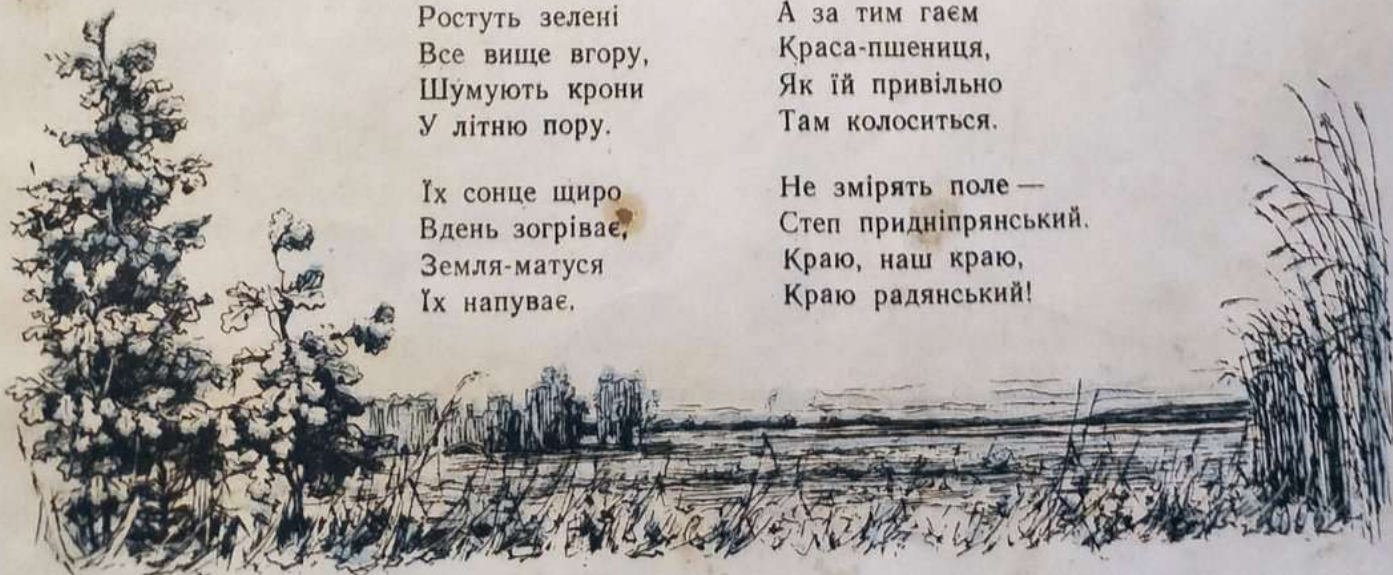 Ростуть зелені
Все вище вгору,
Шумують крони
У літню пору.
Їх сонце щиро
Вдень зогріває,
Земля-матуся
Їх напуває.
А за тим гаєм
Краса-пшениця,
Як їй привільно
Там колоситься.
Не змірять поле —
Степ придніпрянський.
Краю, наш краю,
Краю радянський!